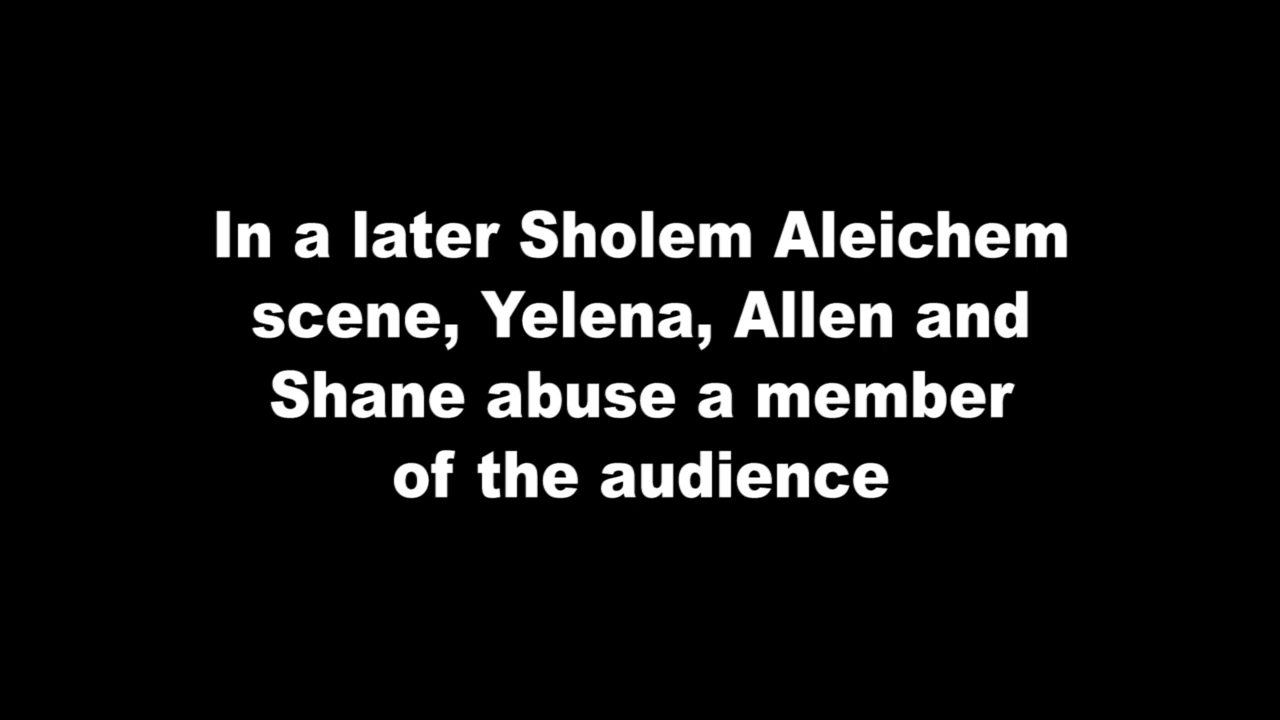 In a later Sholem Aleichem
scene, Yelena, Allen and
Shane abuse a member
of the audience